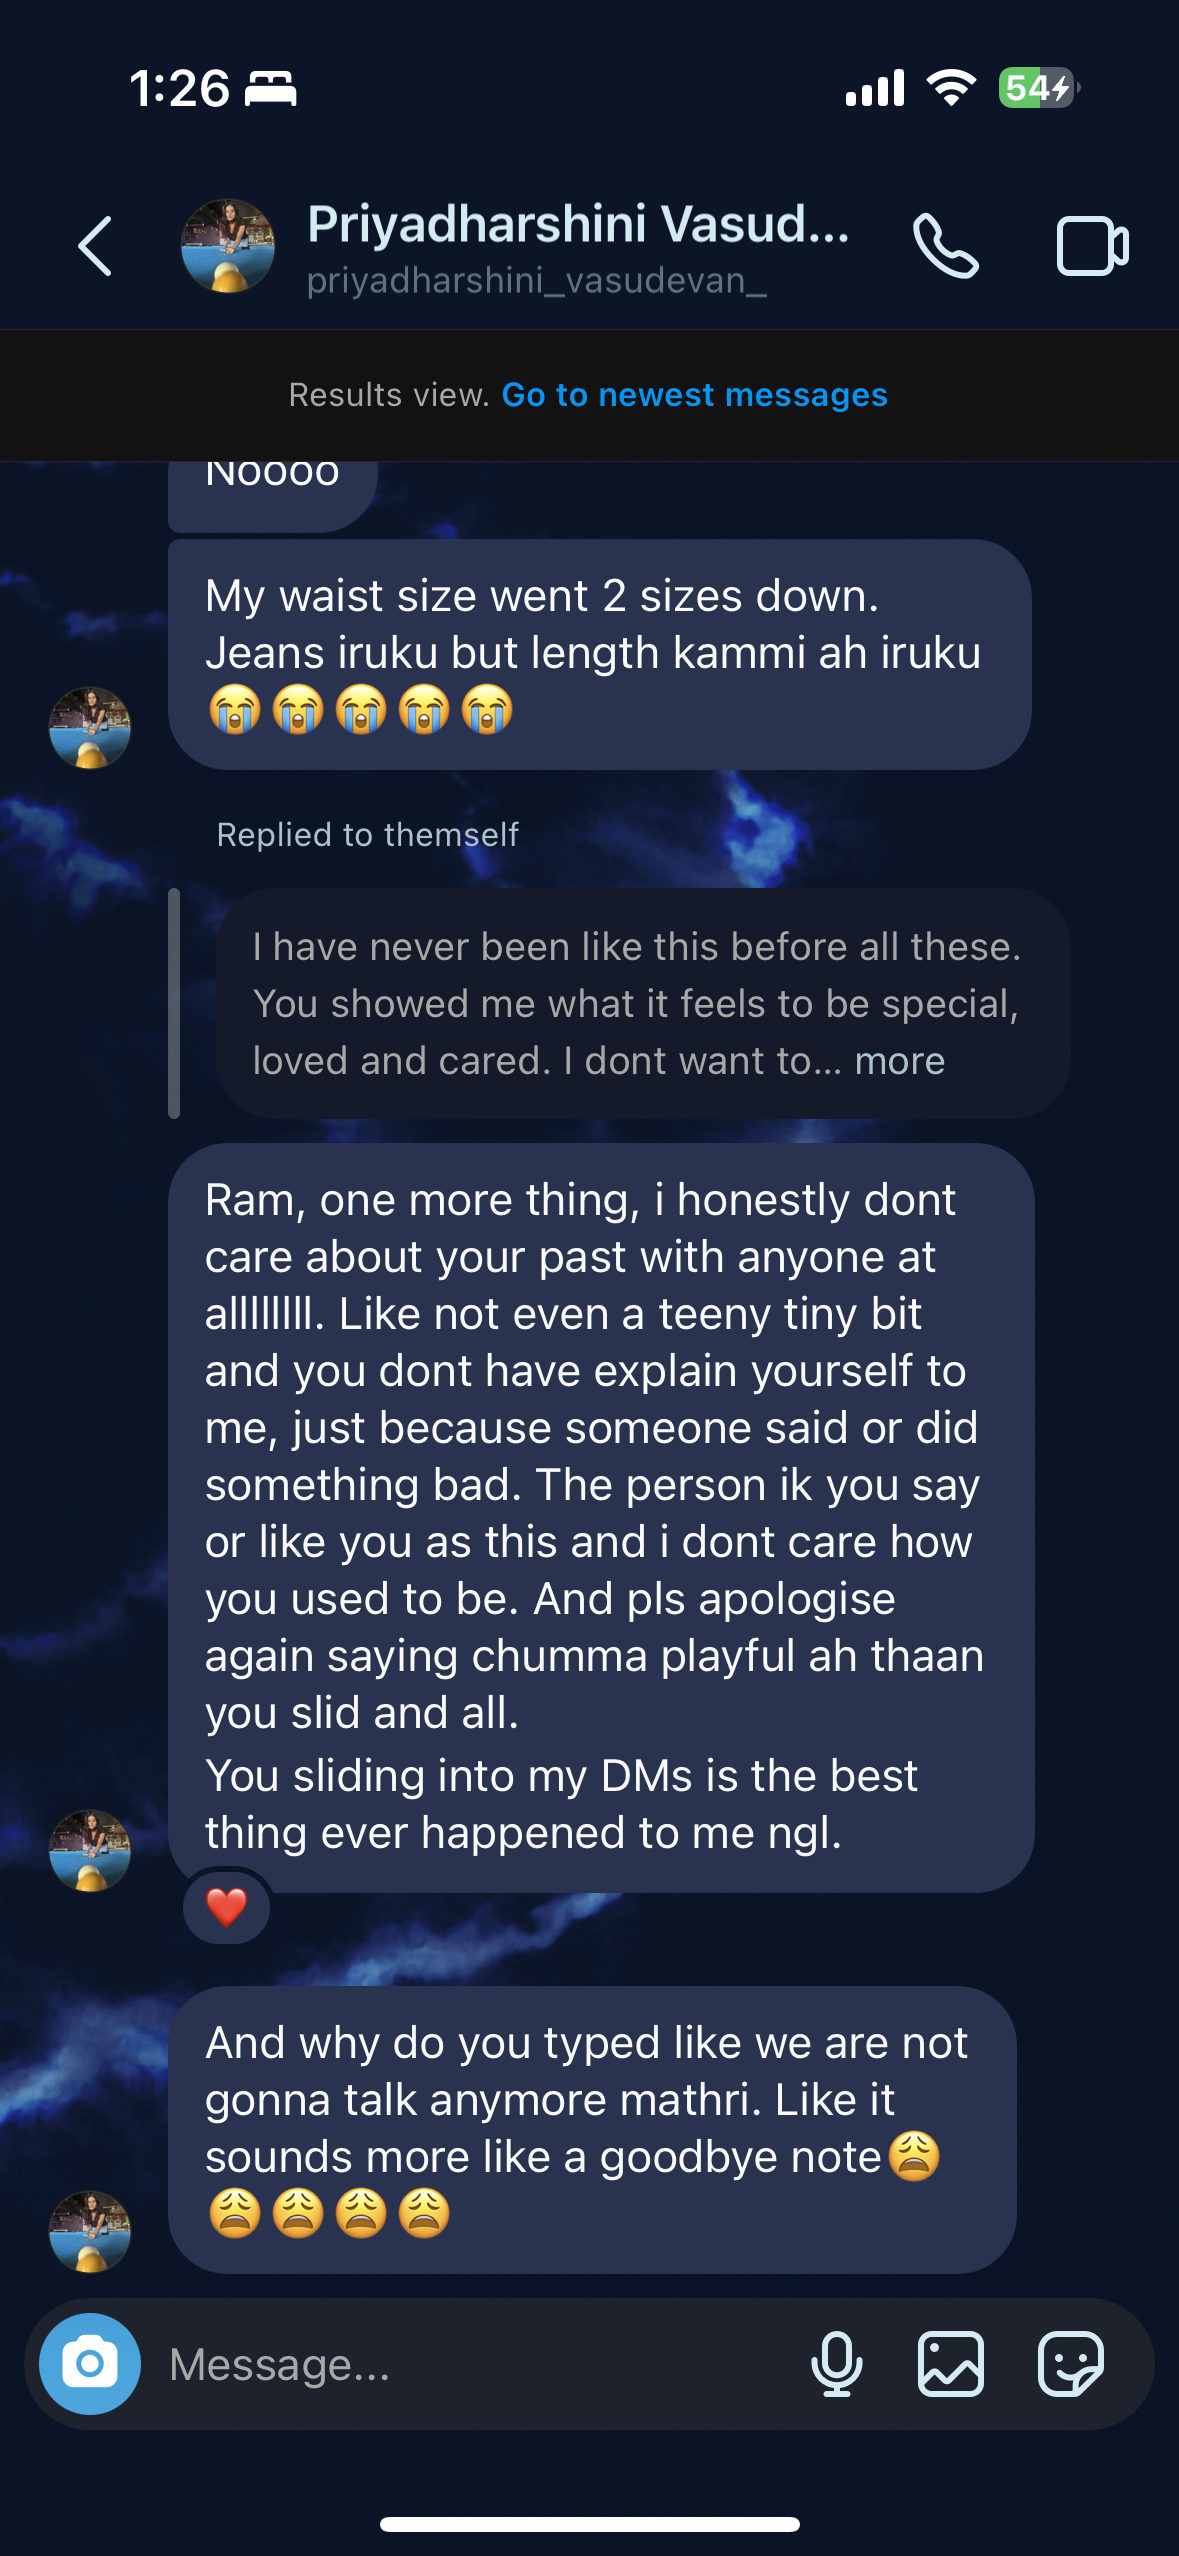 1:26
54
Priyadharshini Vasud...
priyadharshini_vasudevan_
Results view. Go to newest messages
Noooo
My waist size went 2 sizes down.
Jeans iruku but length kammi ah iruku
😭😭😭😭😭
Replied to themself
I have never been like this before all these.
You showed me what it feels to be special,
loved and cared. I dont want to... more
Ram, one more thing, i honestly dont
care about your past with anyone at
allllllll. Like not even a teeny tiny bit
and you dont have explain yourself to
me, just because someone said or did
something bad. The person ik you say
or like you as this and i dont care how
you used to be. And pls apologise
again saying chumma playful ah thaan
you slid and all.
You sliding into my DMs is the best
thing ever happened to me ngl.
❤️
And why do you typed like we are not
gonna talk anymore mathri. Like it
sounds more like a goodbye note😩
😩😩😩😩
Message...